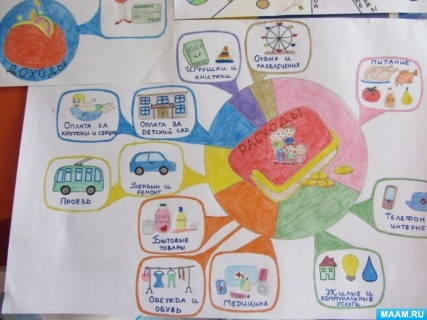 ДОХОДЫ
ИГРУШКИ И
КНИЖКИ
ОТДЫХ И
РАЗВЛЕЧЕНИЯ
ПИТАНИЕ
ОПЛАТА ЗА
КРУЖКИ И СЕКЦИИ
ОПЛАТА ЗА
ДЕТСКИЙ САД
РАСХОДЫ
ПРОЕЗД
БЕНЗИН И
РЕМОНТ
БЫТОВЫЕ
ТОВАРЫ
ТЕЛЕФОН
ИНТЕРНЕТ
ОДЕЖДА И
ОБУВЬ
МЕДИЦИНА
ЖИЛЫЕ И
КОММУНАЛЬНЫЕ
УСЛУГИ
MAAM.RU